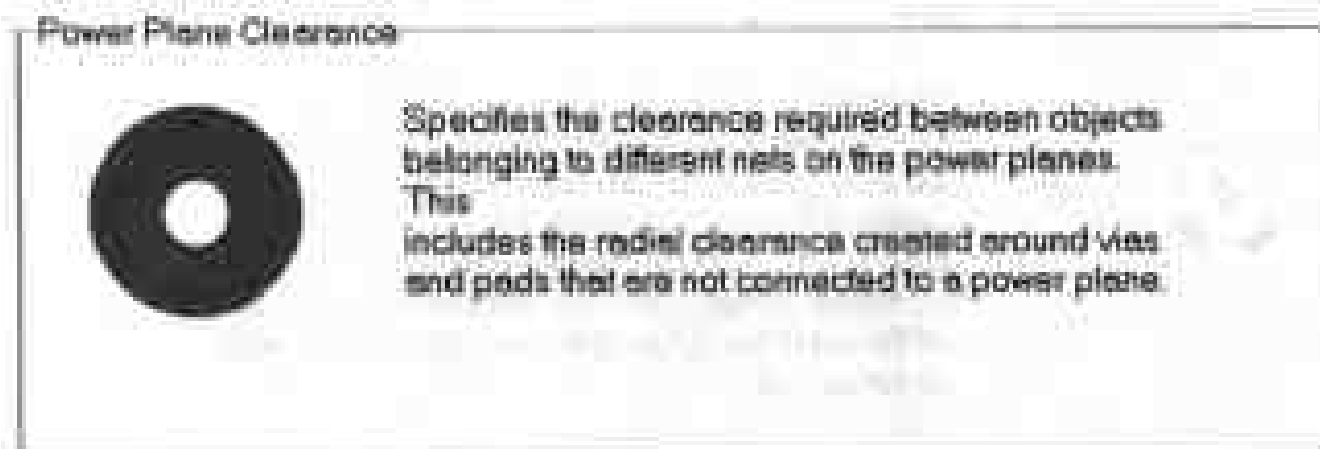 Power Plane Clearance
Specifies the clearance required between objects
belonging to different nets on the power planes.
This
includes the radial clearance created around vias
and pads that are not connected to a power plane.